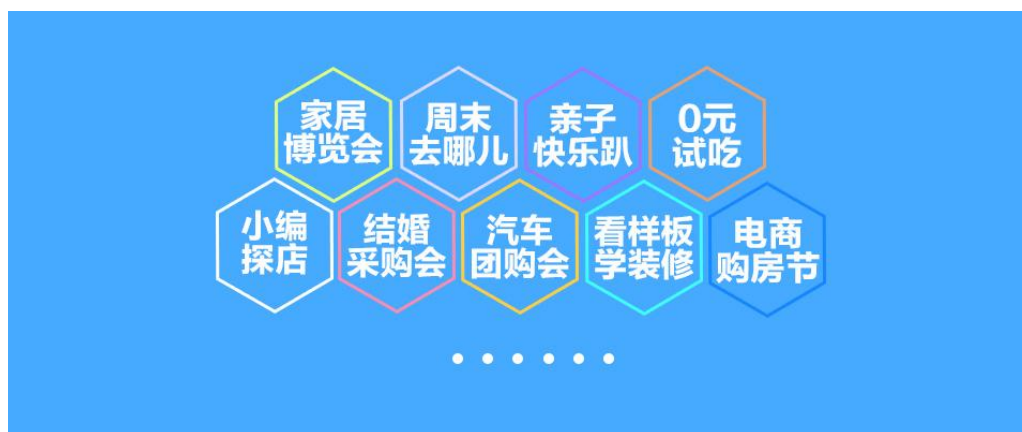 家居
博览会
周末
去哪儿
亲子
快乐趴
0元
试吃
小编
探店
结婚
采购会
汽车
团购会
看样板
学装修
电商
购房节